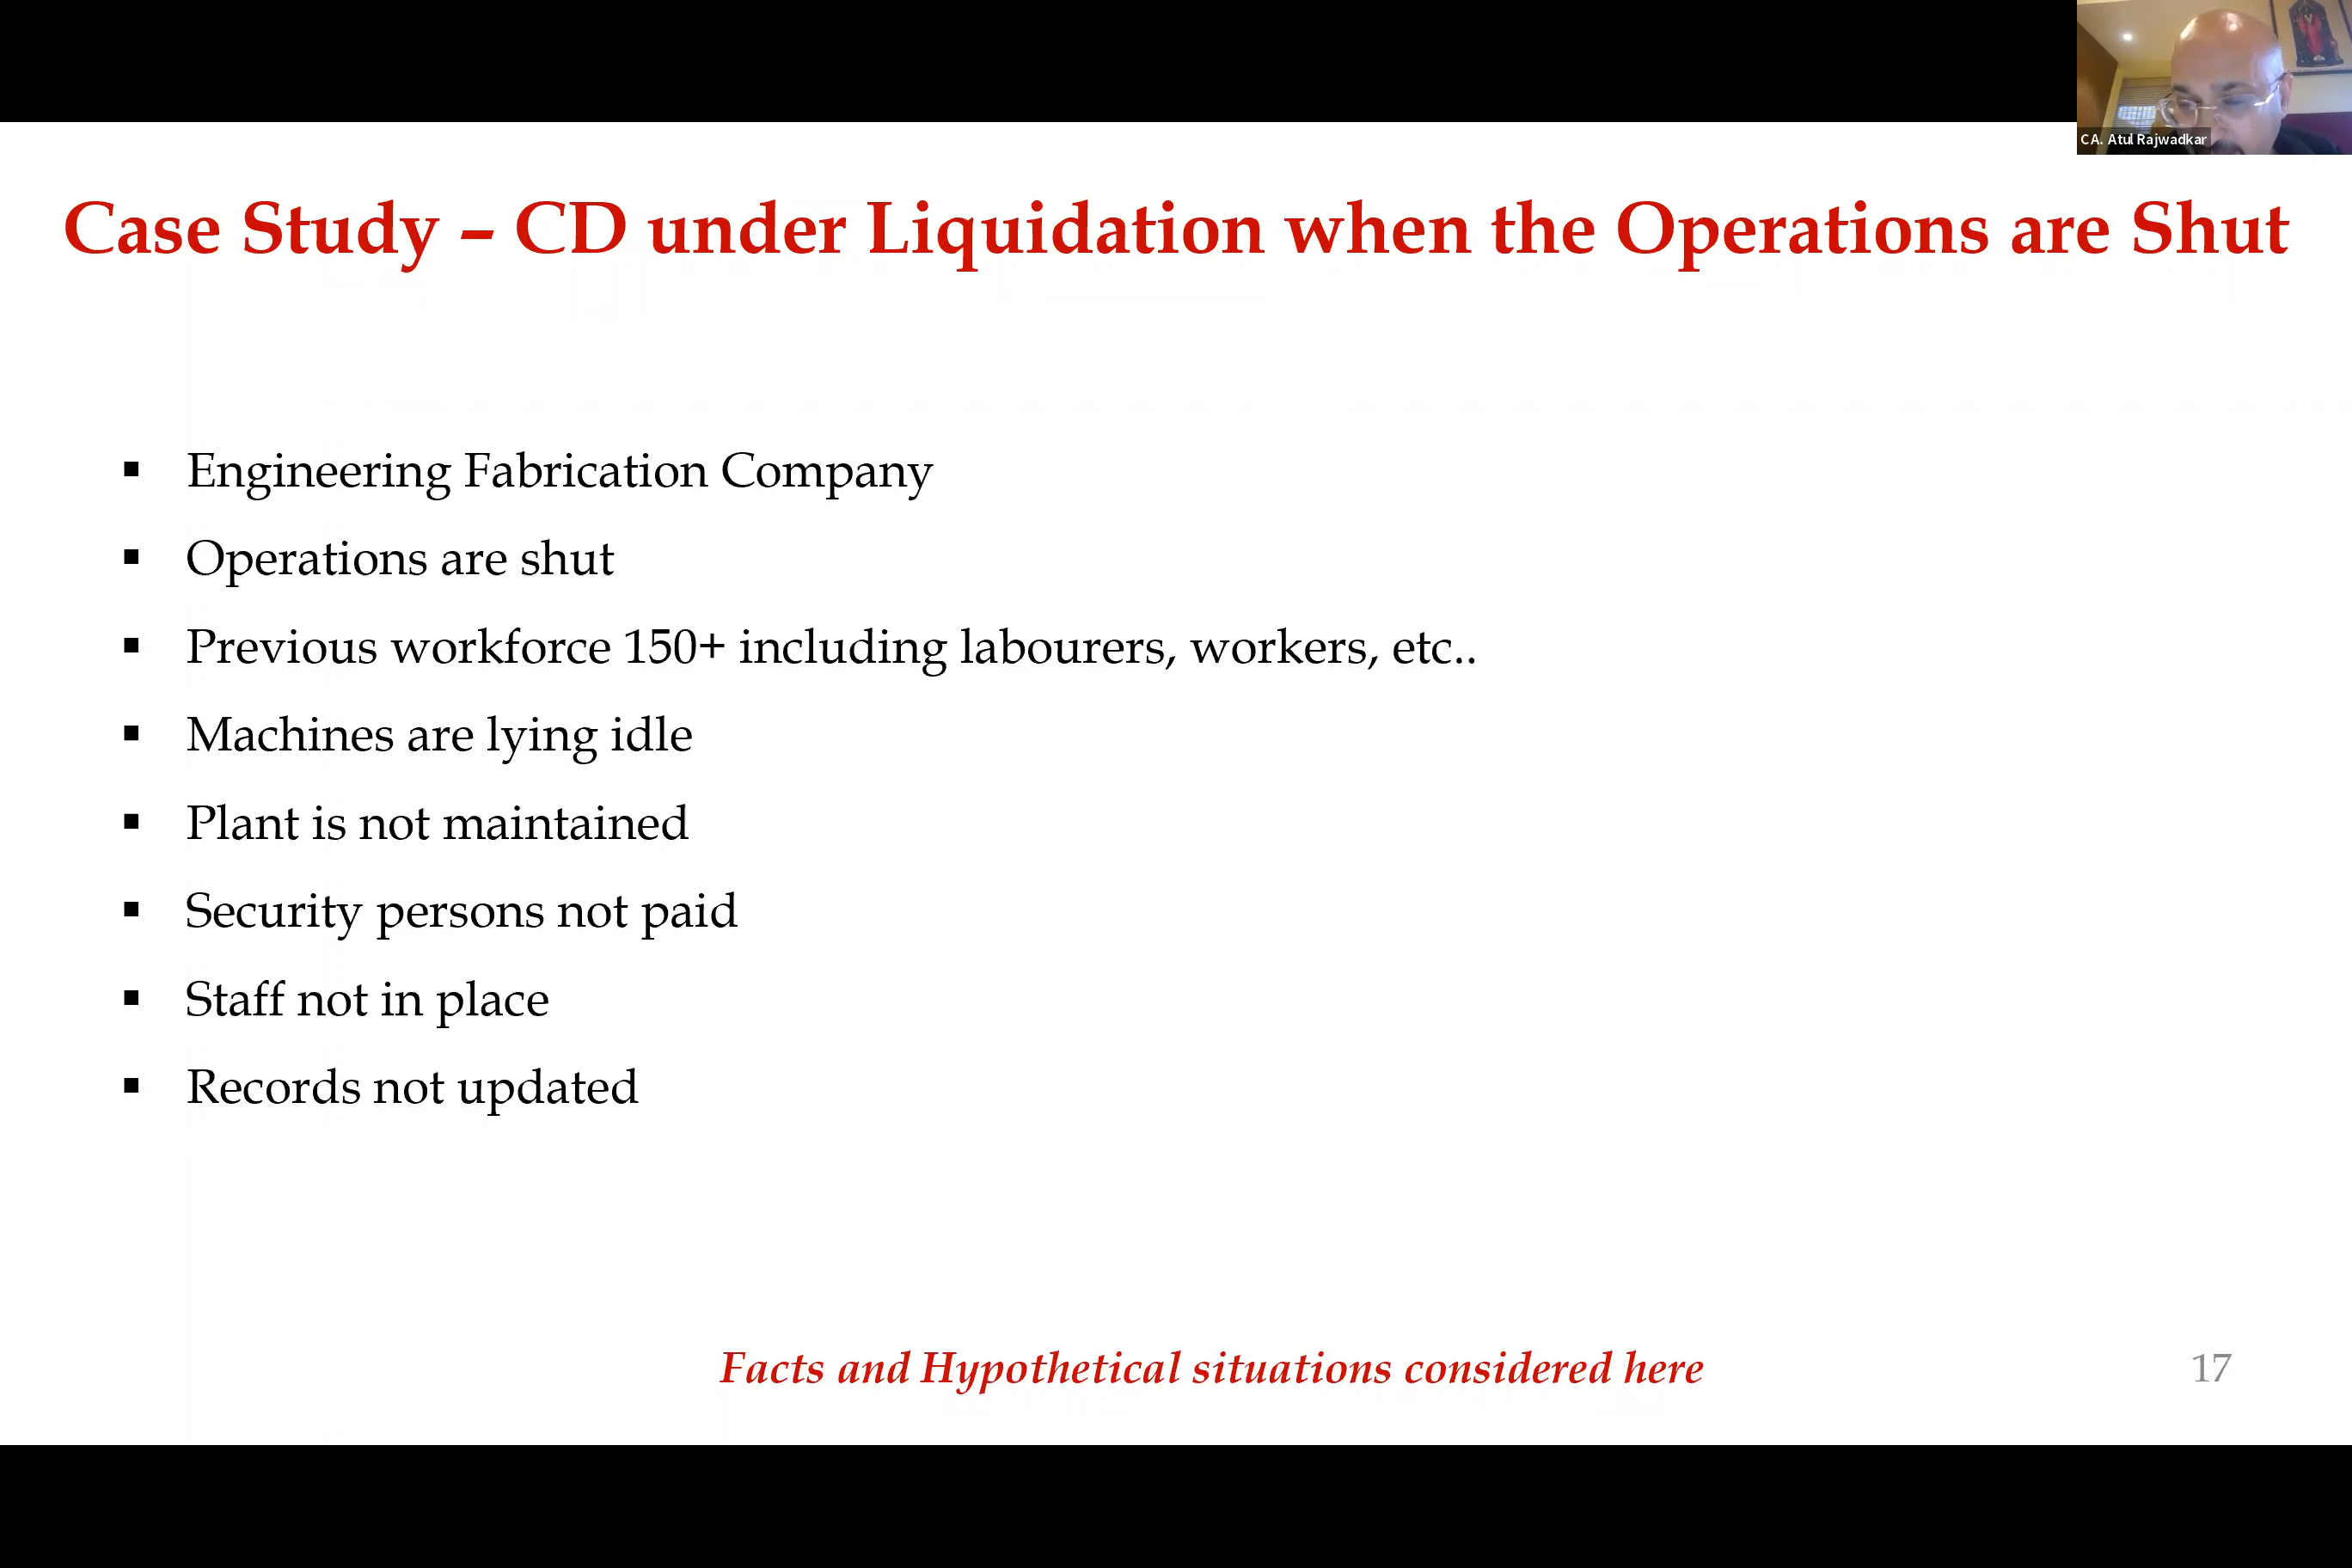 CA. Atul Rajwadkar
Case Study – CD under Liquidation when the Operations are Shut
▪ Engineering Fabrication Company
▪ Operations are shut
▪ Previous workforce 150+ including labourers, workers, etc..
▪ Machines are lying idle
▪ Plant is not maintained
▪ Security persons not paid
▪ Staff not in place
▪ Records not updated
Facts and Hypothetical situations considered here
17